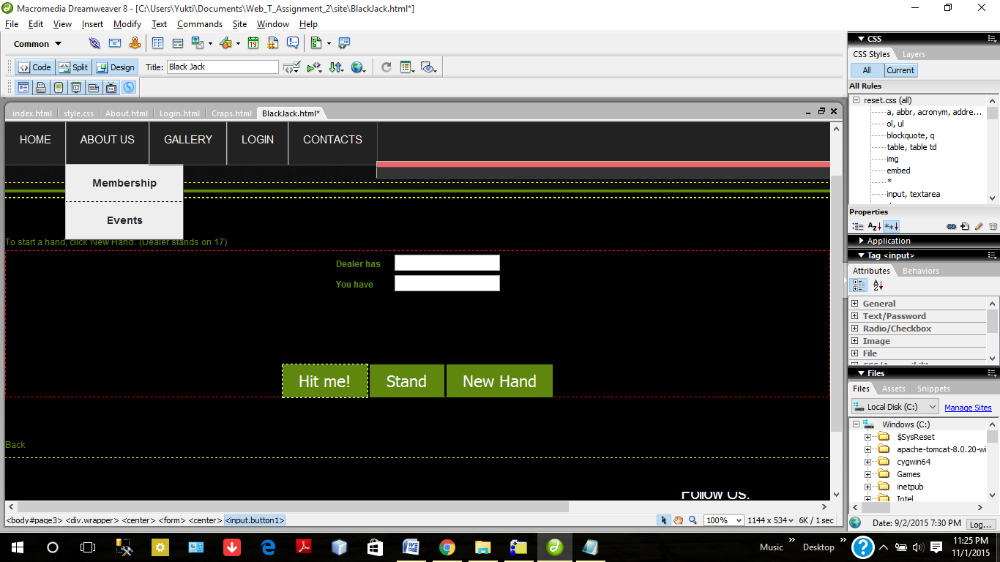 Macromedia Dreamweaver 8 - [C:\Users\Yukti\Documents\Web_T_Assignment_2\site\BlackJack.html*]
File Edit View Insert Modify Text Commands Site Window Help
Common
Code Split Design Title: Black Jack
index.html style.css About.html Login.html Craps.html BlackJack.html*
HOME ABOUT US GALLERY LOGIN CONTACTS
Membership
Events
To start a hand, click 'New Hand'. (Dealer stands on 17)
Dealer has
You have
Hit me! Stand New Hand
Back
Follow Us:
<body#page3> <div.wrapper> <center> <form> <center> <input.button1> 100% 1144 x 534 6K / 1 sec
CSS
CSS Styles Layers
All Current
All Rules
reset.css (all)
a, abbr, acronym, addre...
ol, ul
blockquote, q
table, table td
img
embed
*
input, textarea
Properties
Application
Tag <input>
Attributes Behaviors
General
Text/Password
Radio/Checkbox
Image
File
Files
Files Assets Snippets
Local Disk (C:) Manage Sites
Windows (C:)
$SysReset
apache-tomcat-8.0.20-wi
cygwin64
Games
inetpub
Intel
Date: 9/2/2015 7:30 PM Log...
Music Desktop 11:25 PM
11/1/2015